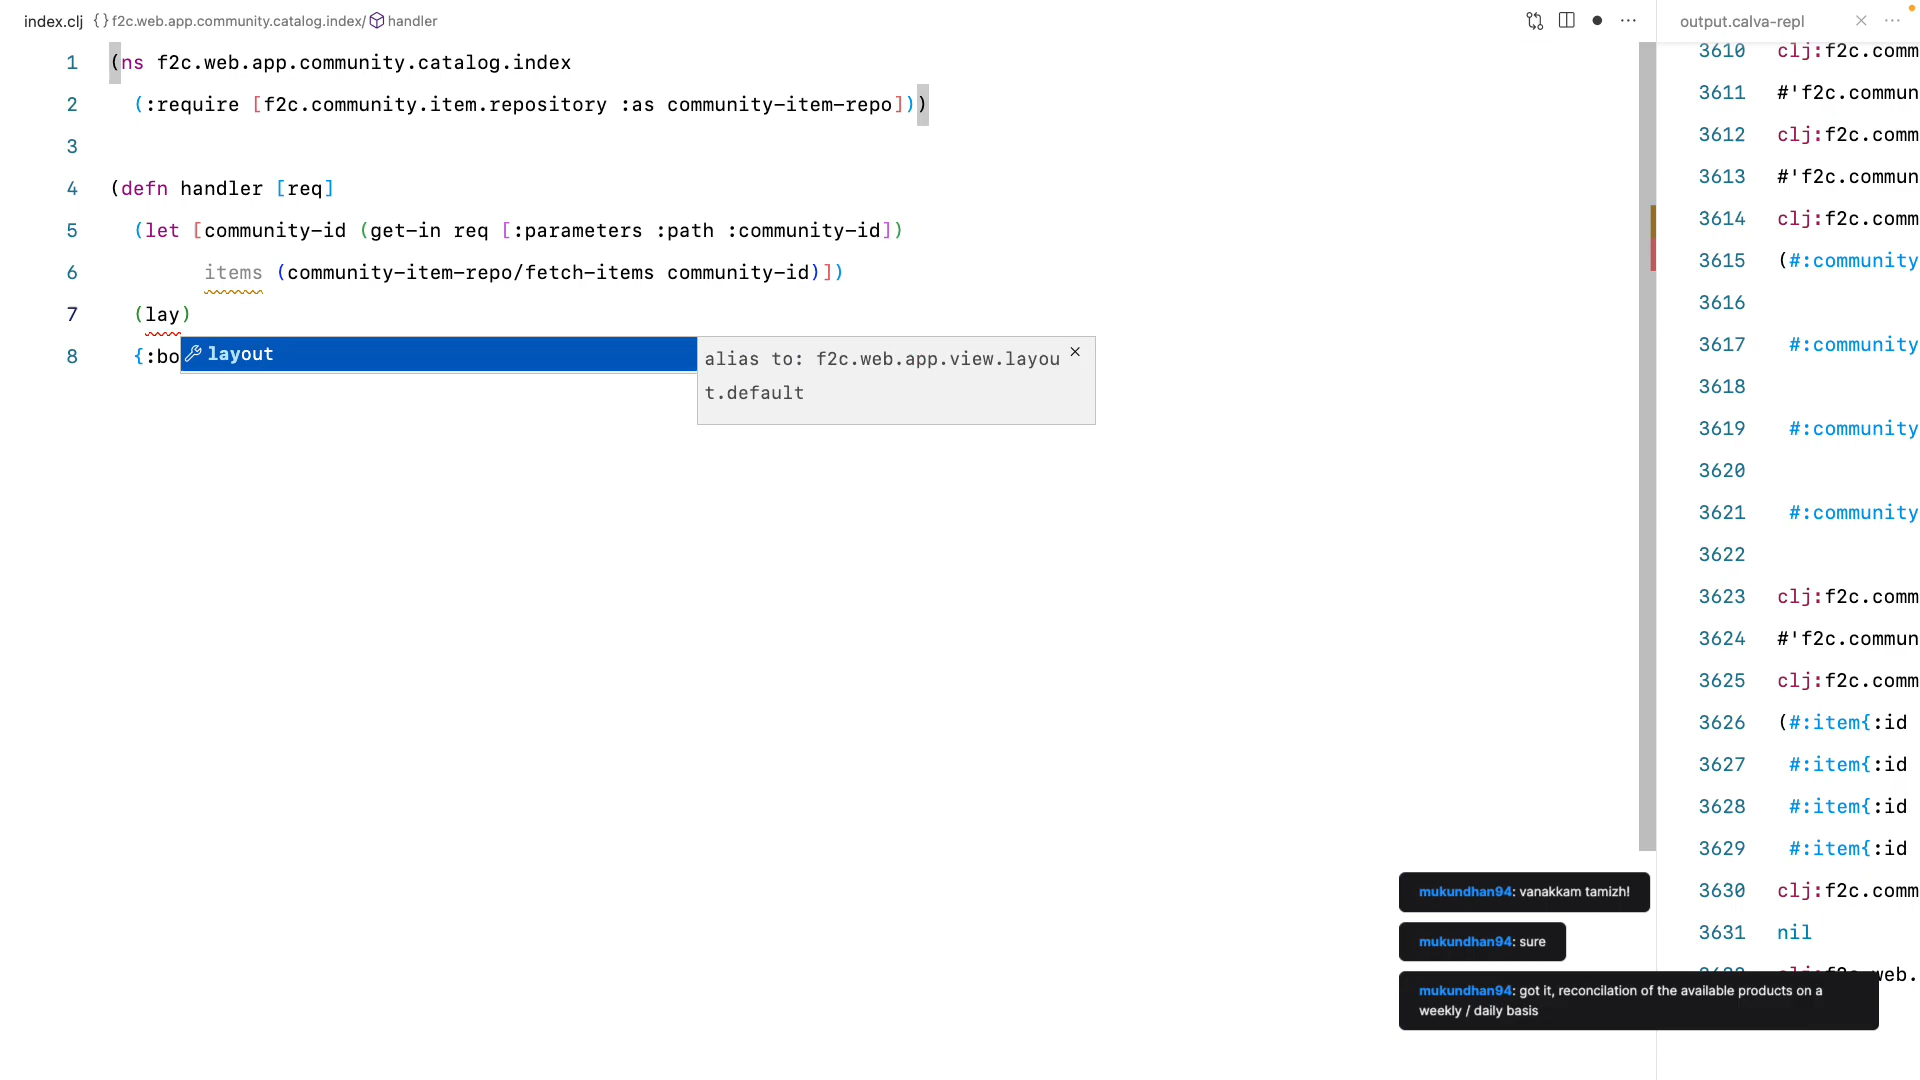 index.clj {} f2c.web.app.community.catalog.index/ handler
1 (ns f2c.web.app.community.catalog.index
2 (:require [f2c.community.item.repository :as community-item-repo]))
3
4 (defn handler [req]
5 (let [community-id (get-in req [:parameters :path :community-id])
6 items (community-item-repo/fetch-items community-id)])
7 (lay)
8 {:bo
layout
alias to: f2c.web.app.view.layou
t.default
output.calva-repl
3610 clj:f2c.comm
3611 #'f2c.commun
3612 clj:f2c.comm
3613 #'f2c.commun
3614 clj:f2c.comm
3615 (#:community
3616
3617 #:community
3618
3619 #:community
3620
3621 #:community
3622
3623 clj:f2c.comm
3624 #'f2c.commun
3625 clj:f2c.comm
3626 (#:item{:id
3627 #:item{:id
3628 #:item{:id
3629 #:item{:id
3630 clj:f2c.comm
3631 nil
web.
mukundhan94: vanakkam tamizh!
mukundhan94: sure
mukundhan94: got it, reconcilation of the available products on a
weekly / daily basis